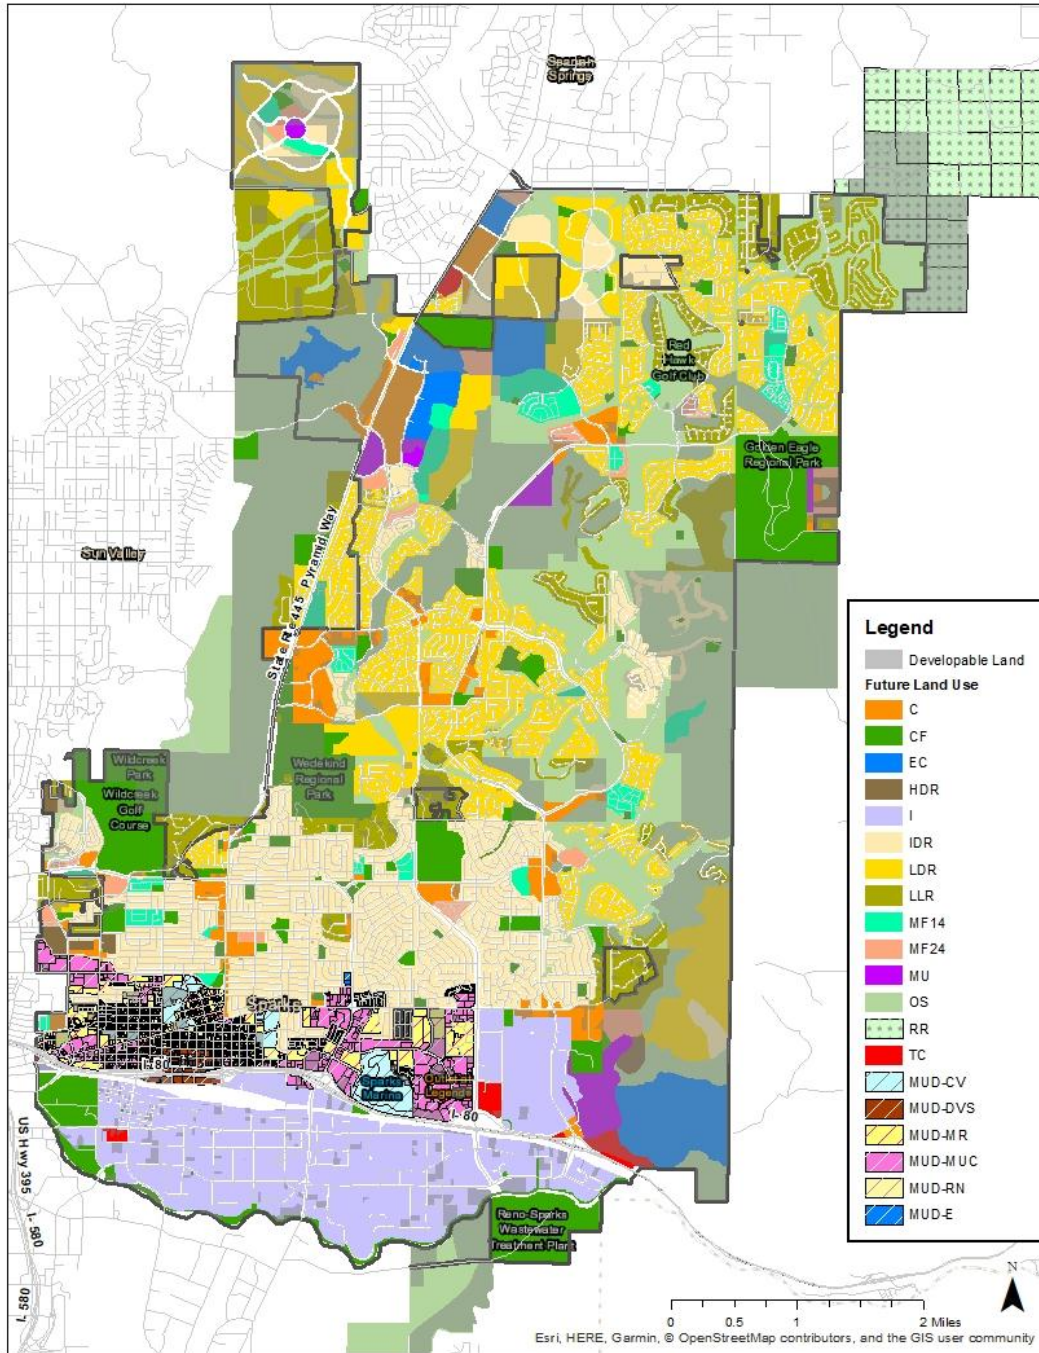 Spanish
Springs
Red
Hawk
Golf Club
Golden Eagle
Regional Park
Sun Valley
State Rte 445 Pyramid Way
Wildcreek
Park
Wildcreek
Golf
Course
Wedekind
Regional
Park
Sparks
I- 80
Sparks
Marina
Outlets at
Legends
I- 80
US Hwy 395
I- 580
I- 580
Reno-Sparks
Wastewater
Treatment Plant
Legend
Developable Land
Future Land Use
C
CF
EC
HDR
I
IDR
LDR
LLR
MF14
MF24
MU
OS
RR
TC
MUD-CV
MUD-DVS
MUD-MR
MUD-MUC
MUD-RN
MUD-E
N
0 0.5 1 2 Miles
Esri, HERE, Garmin, © OpenStreetMap contributors, and the GIS user community